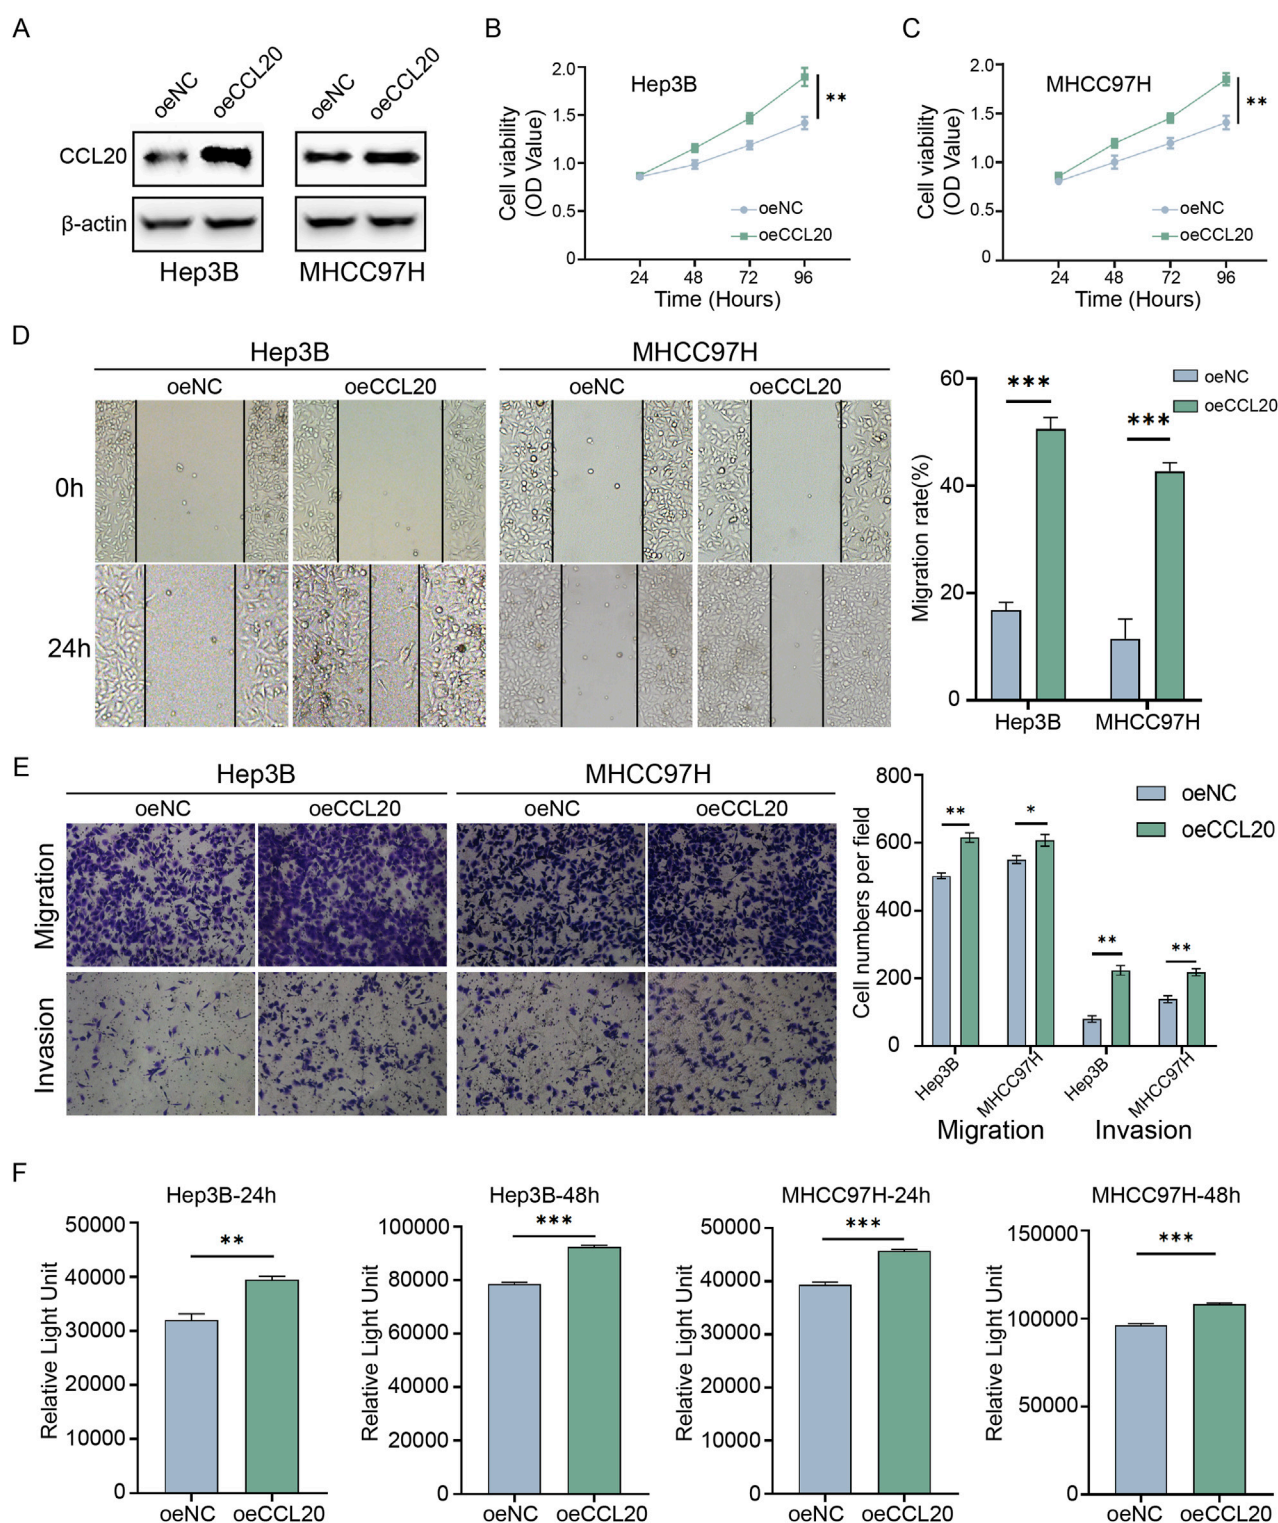 A
oeNC
oeCCL20
oeNC
oeCCL20
CCL20
β-actin
Hep3B
MHCC97H
B
Hep3B
Cell viability
(OD Value)
2.0
1.5
1.0
0.5
0
**
oeNC
oeCCL20
24 48 72 96
Time (Hours)
C
MHCC97H
Cell viability
(OD Value)
2.0
1.5
1.0
0.5
0
**
oeNC
oeCCL20
24 48 72 96
Time (Hours)
D
Hep3B
MHCC97H
oeNC
oeCCL20
oeNC
oeCCL20
0h
24h
Migration rate(%)
60
40
20
0
***
***
oeNC
oeCCL20
Hep3B
MHCC97H
E
Hep3B
MHCC97H
oeNC
oeCCL20
oeNC
oeCCL20
Migration
Invasion
Cell numbers per field
800
600
400
200
0
**
*
**
**
oeNC
oeCCL20
Hep3B
MHCC97H
Hep3B
MHCC97H
Migration
Invasion
F
Hep3B-24h
Relative Light Unit
50000
40000
30000
20000
10000
0
**
oeNC oeCCL20
Hep3B-48h
Relative Light Unit
100000
80000
60000
40000
20000
0
***
oeNC oeCCL20
MHCC97H-24h
Relative Light Unit
50000
40000
30000
20000
10000
0
***
oeNC oeCCL20
MHCC97H-48h
Relative Light Unit
150000
100000
50000
0
***
oeNC oeCCL20